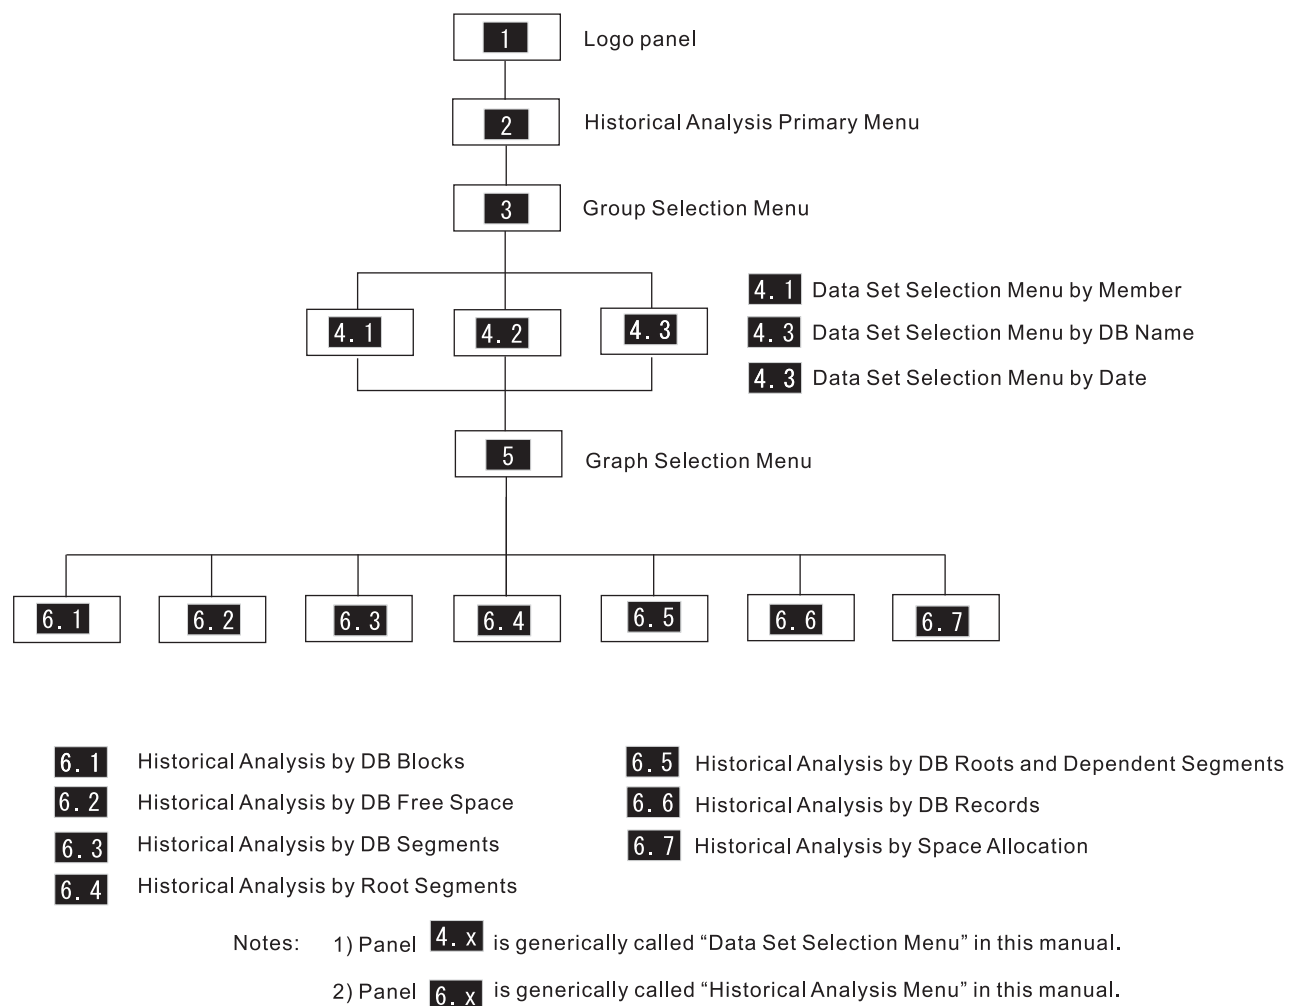 1 Logo panel
2 Historical Analysis Primary Menu
3 Group Selection Menu
4.1 Data Set Selection Menu by Member
4.1 4.2 4.3
4.3 Data Set Selection Menu by DB Name
4.3 Data Set Selection Menu by Date
5 Graph Selection Menu
6.1 6.2 6.3 6.4 6.5 6.6 6.7
6.1 Historical Analysis by DB Blocks
6.2 Historical Analysis by DB Free Space
6.3 Historical Analysis by DB Segments
6.4 Historical Analysis by Root Segments
6.5 Historical Analysis by DB Roots and Dependent Segments
6.6 Historical Analysis by DB Records
6.7 Historical Analysis by Space Allocation
Notes: 1) Panel 4.x is generically called “Data Set Selection Menu” in this manual.
2) Panel 6.x is generically called “Historical Analysis Menu” in this manual.